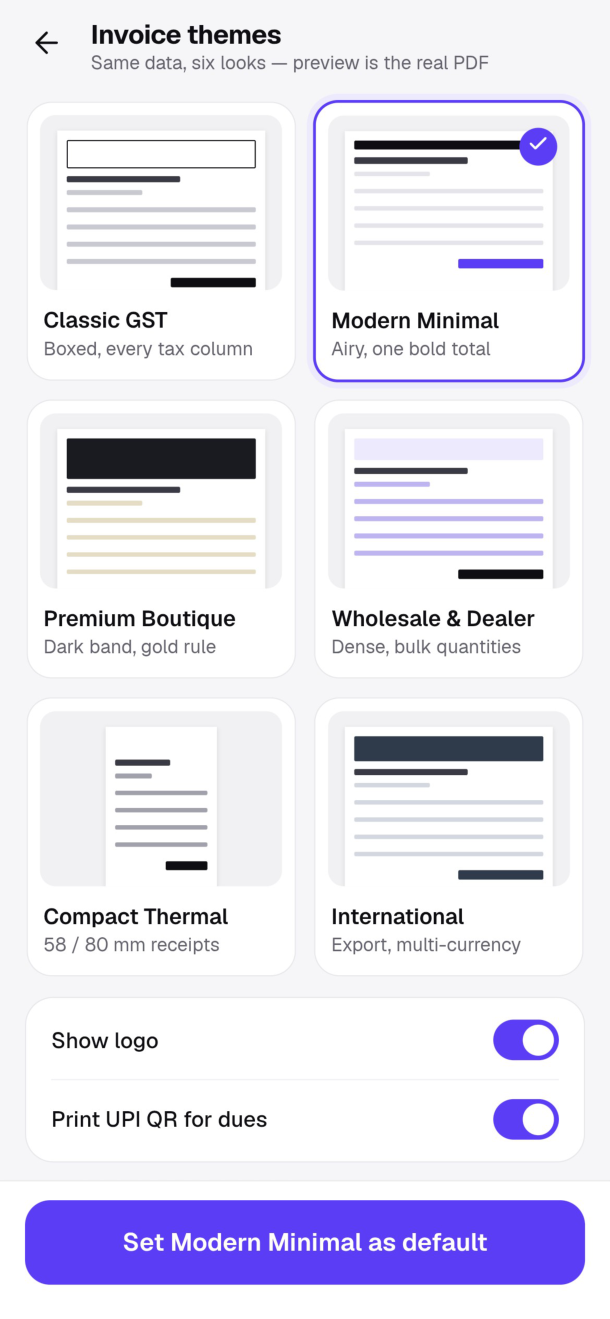 Invoice themes
Same data, six looks — preview is the real PDF
Classic GST
Boxed, every tax column
Modern Minimal
Airy, one bold total
Premium Boutique
Dark band, gold rule
Wholesale & Dealer
Dense, bulk quantities
Compact Thermal
58 / 80 mm receipts
International
Export, multi-currency
Show logo
Print UPI QR for dues
Set Modern Minimal as default